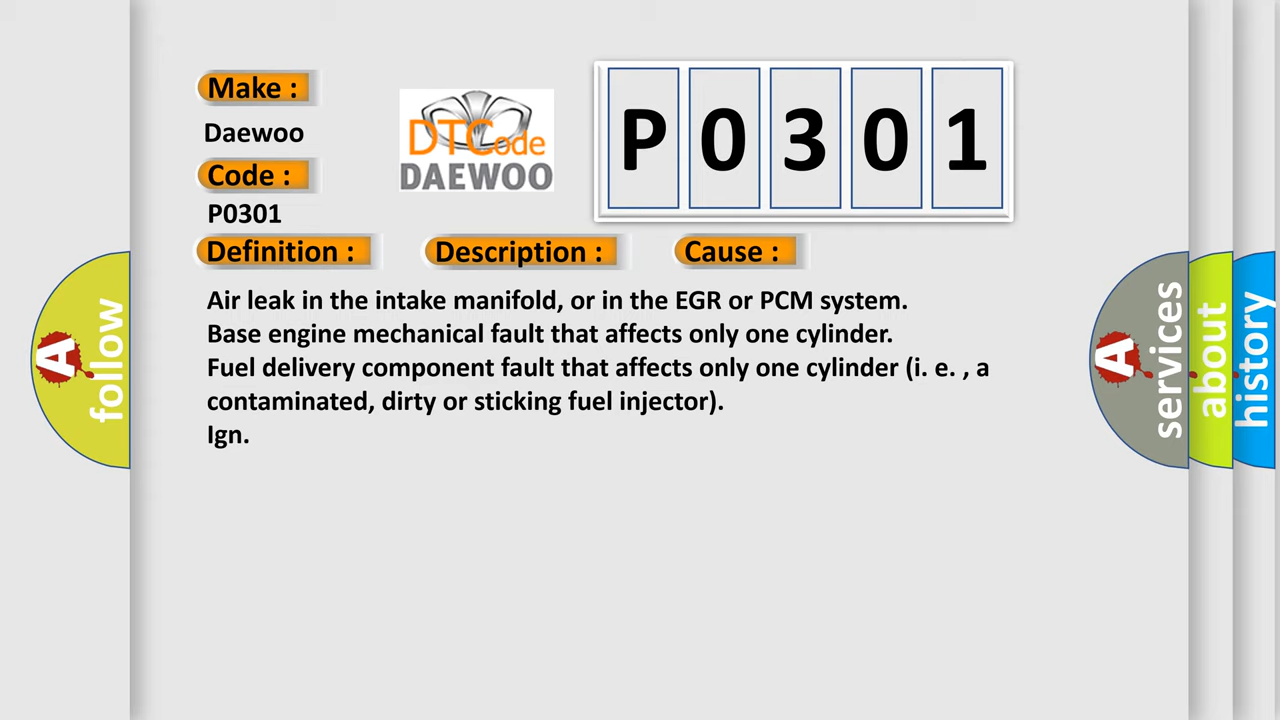 Make :
Daewoo
Code :
P0301
DTCode
DAEWOO
P0301
Definition :
Description :
Cause :
Air leak in the intake manifold, or in the EGR or PCM system.
Base engine mechanical fault that affects only one cylinder.
Fuel delivery component fault that affects only one cylinder (i. e. , a
contaminated, dirty or sticking fuel injector).
Ign.
A follow
A services
about
history